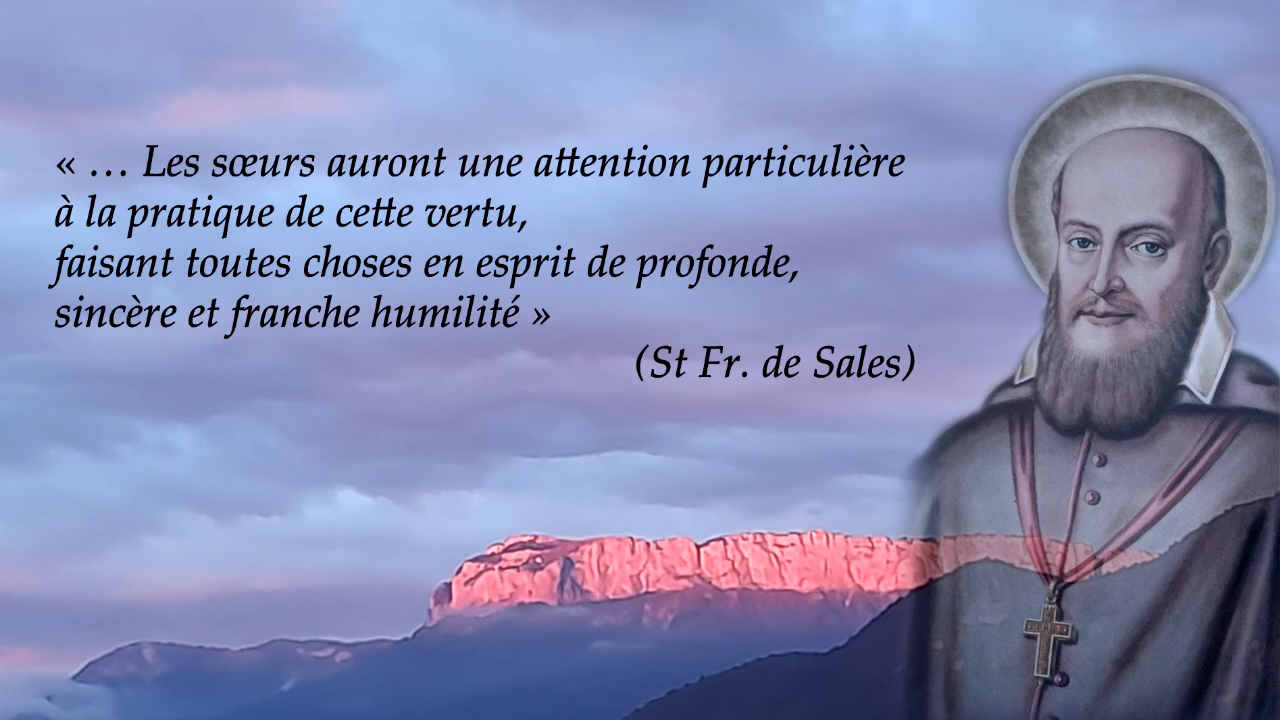 « … Les sœurs auront une attention particulière
à la pratique de cette vertu,
faisant toutes choses en esprit de profonde,
sincère et franche humilité »
(St Fr. de Sales)